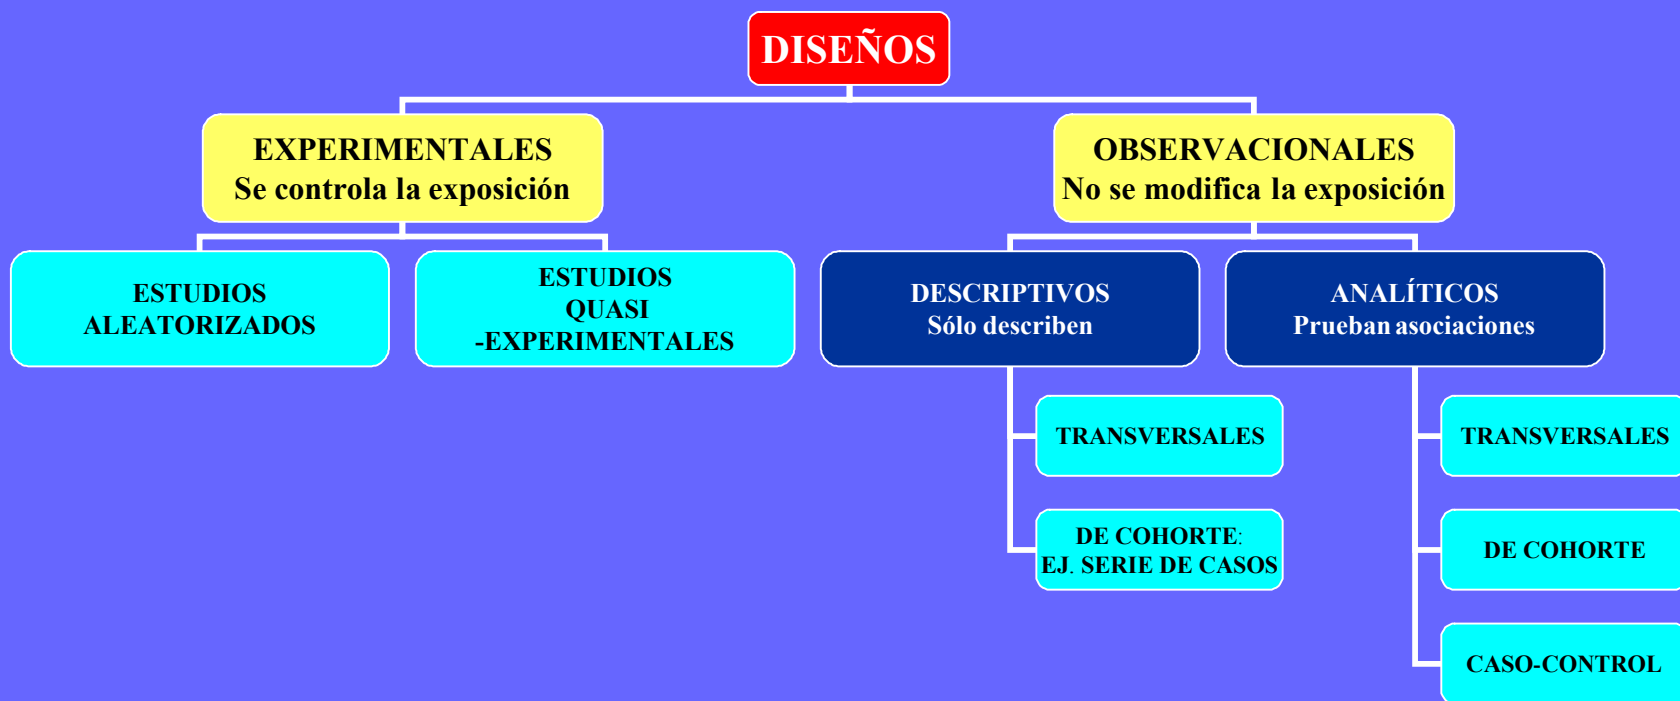 DISEÑOS
EXPERIMENTALES
Se controla la exposición
OBSERVACIONALES
No se modifica la exposición
ESTUDIOS
ALEATORIZADOS
ESTUDIOS
QUASI
-EXPERIMENTALES
DESCRIPTIVOS
Sólo describen
ANALÍTICOS
Prueban asociaciones
TRANSVERSALES
DE COHORTE:
EJ. SERIE DE CASOS
TRANSVERSALES
DE COHORTE
CASO-CONTROL